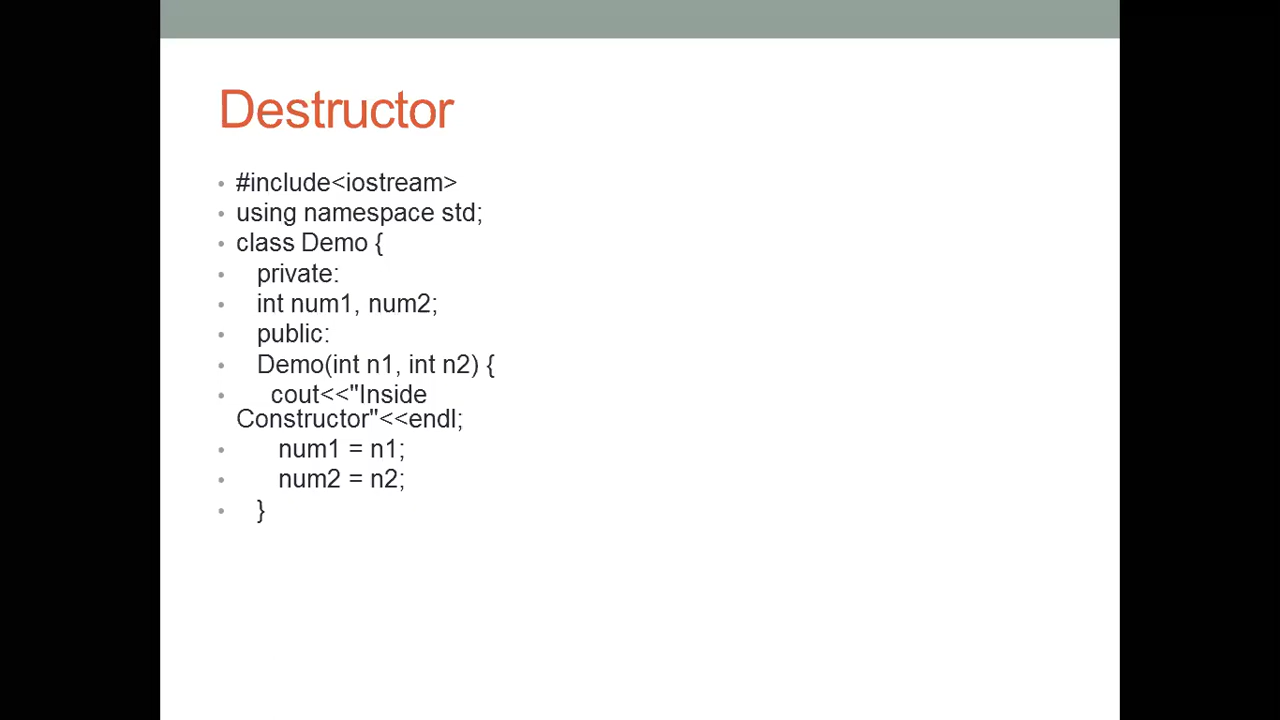 Destructor
• #include<iostream>
• using namespace std;
• class Demo {
• private:
• int num1, num2;
• public:
• Demo(int n1, int n2) {
• cout<<"Inside
Constructor"<<endl;
• num1 = n1;
• num2 = n2;
• }